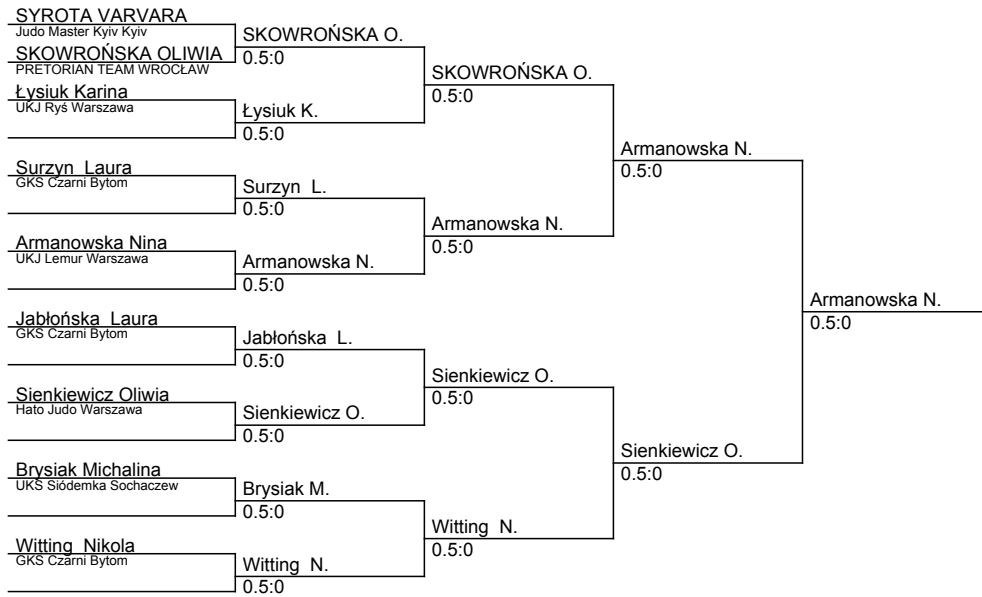 SYROTA VARVARA
Judo Master Kyiv Kyiv
SKOWROŃSKA OLIWIA
PRETORIAN TEAM WROCŁAW
Łysiuk Karina
UKJ Ryś Warszawa
Surzyn Laura
GKS Czarni Bytom
Armanowska Nina
UKJ Lemur Warszawa
Jabłońska Laura
GKS Czarni Bytom
Sienkiewicz Oliwia
Hato Judo Warszawa
Brysiak Michalina
UKS Siódemka Sochaczew
Witting Nikola
GKS Czarni Bytom
SKOWROŃSKA O.
0.5:0
Łysiuk K.
0.5:0
Surzyn L.
0.5:0
Armanowska N.
0.5:0
Jabłońska L.
0.5:0
Sienkiewicz O.
0.5:0
Brysiak M.
0.5:0
Witting N.
0.5:0
SKOWROŃSKA O.
0.5:0
Armanowska N.
0.5:0
Sienkiewicz O.
0.5:0
Witting N.
0.5:0
Armanowska N.
0.5:0
Sienkiewicz O.
0.5:0
Armanowska N.
0.5:0